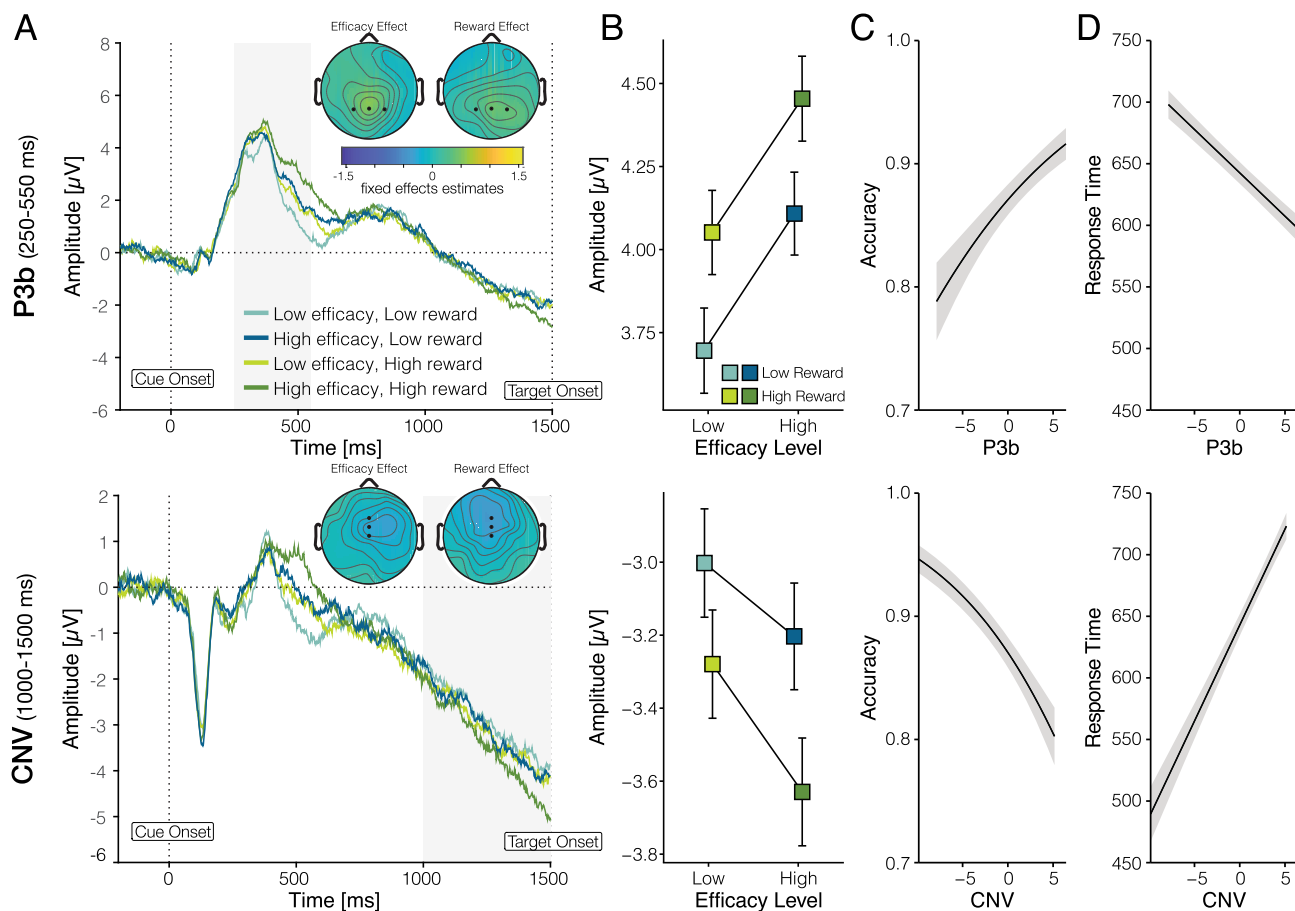 A
B
C
D
P3b (250-550 ms)
Amplitude [µV]
8
6
4
2
0
-2
-4
-6
Efficacy Effect
Reward Effect
-1.5
0
1.5
fixed effects estimates
Low efficacy, Low reward
High efficacy, Low reward
Low efficacy, High reward
High efficacy, High reward
Cue Onset
Target Onset
0
500
1000
1500
Time [ms]
Amplitude [µV]
4.50
4.25
4.00
3.75
Low Reward
High Reward
Low
High
Efficacy Level
Accuracy
1.0
0.9
0.8
0.7
−5
0
5
P3b
Response Time
750
700
650
600
550
500
450
−5
0
5
P3b
CNV (1000-1500 ms)
Amplitude [µV]
2
1
0
-1
-2
-3
-4
-5
-6
Efficacy Effect
Reward Effect
Cue Onset
Target Onset
0
500
1000
1500
Time [ms]
Amplitude [µV]
−3.0
−3.2
−3.4
−3.6
−3.8
Low
High
Efficacy Level
Accuracy
1.0
0.9
0.8
0.7
−5
0
5
CNV
Response Time
750
700
650
600
550
500
450
−5
0
5
CNV